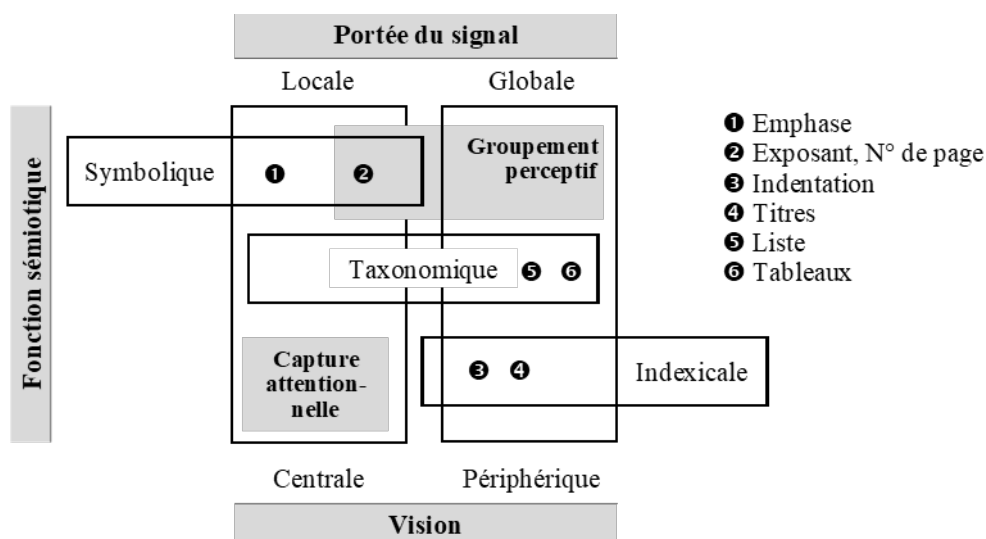 Portée du signal
Locale
Globale
Fonction sémiotique
Symbolique
❶
❷
Groupement
perceptif
Taxonomique
❺
❻
Capture
attention-
nelle
❸
❹
Indexicale
Centrale
Périphérique
Vision
❶ Emphase
❷ Exposant, N° de page
❸ Indentation
❹ Titres
❺ Liste
❻ Tableaux